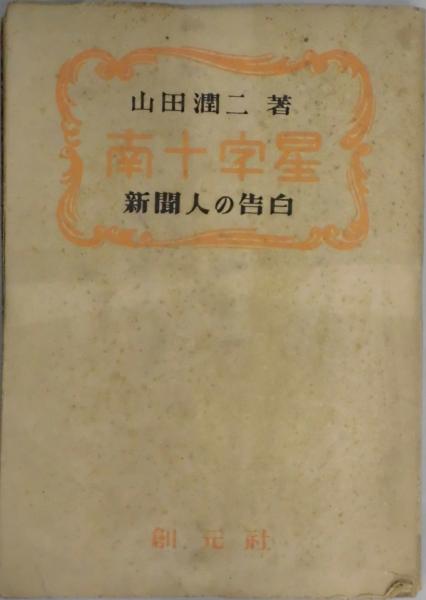 山田潤二 著
南十字星
新聞人の告白
創元社